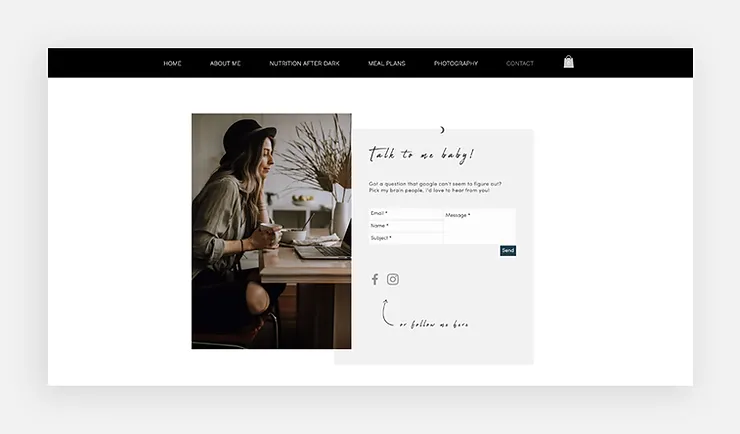 HOME
ABOUT ME
NUTRITION AFTER DARK
MEAL PLANS
PHOTOGRAPHY
CONTACT
Talk to me baby!
Got a question that google can't seem to figure out?
Pick my brain people, i'd love to hear from you!
Email *
Name *
Subject *
Message *
Send
or follow me here